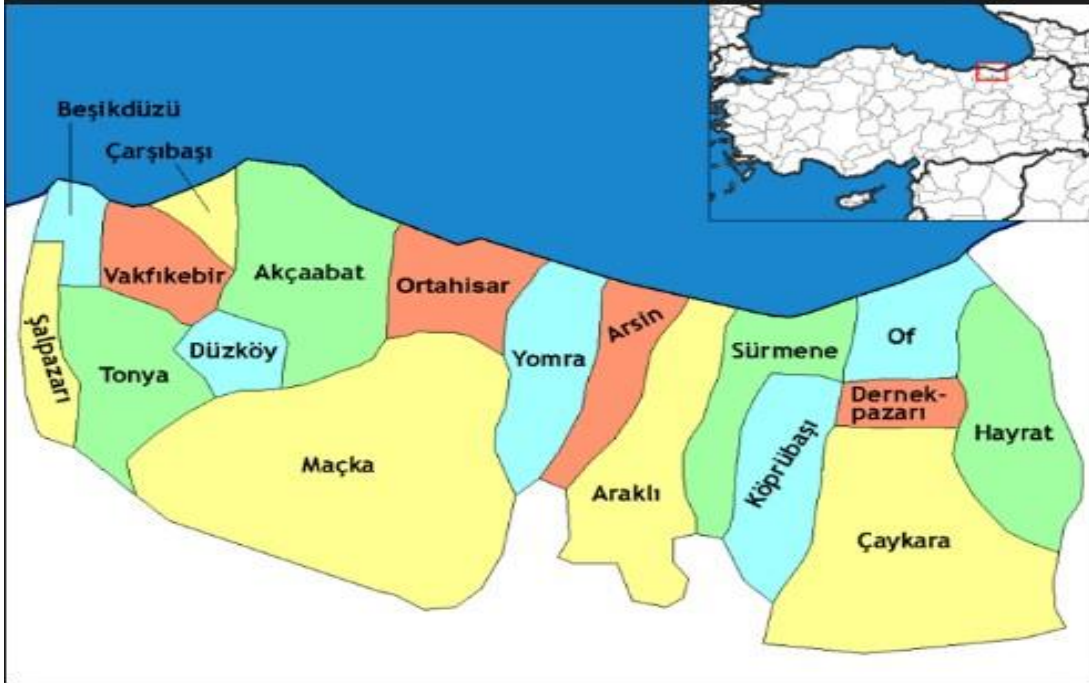 Beşikdüzü
Çarşıbaşı
Vakfıkebir
Akçaabat
Ortahisar
Arsin
Şalpazarı
Tonya
Düzköy
Yomra
Sürmene
Of
Dernek-
pazarı
Hayrat
Maçka
Araklı
Köprübaşı
Çaykara